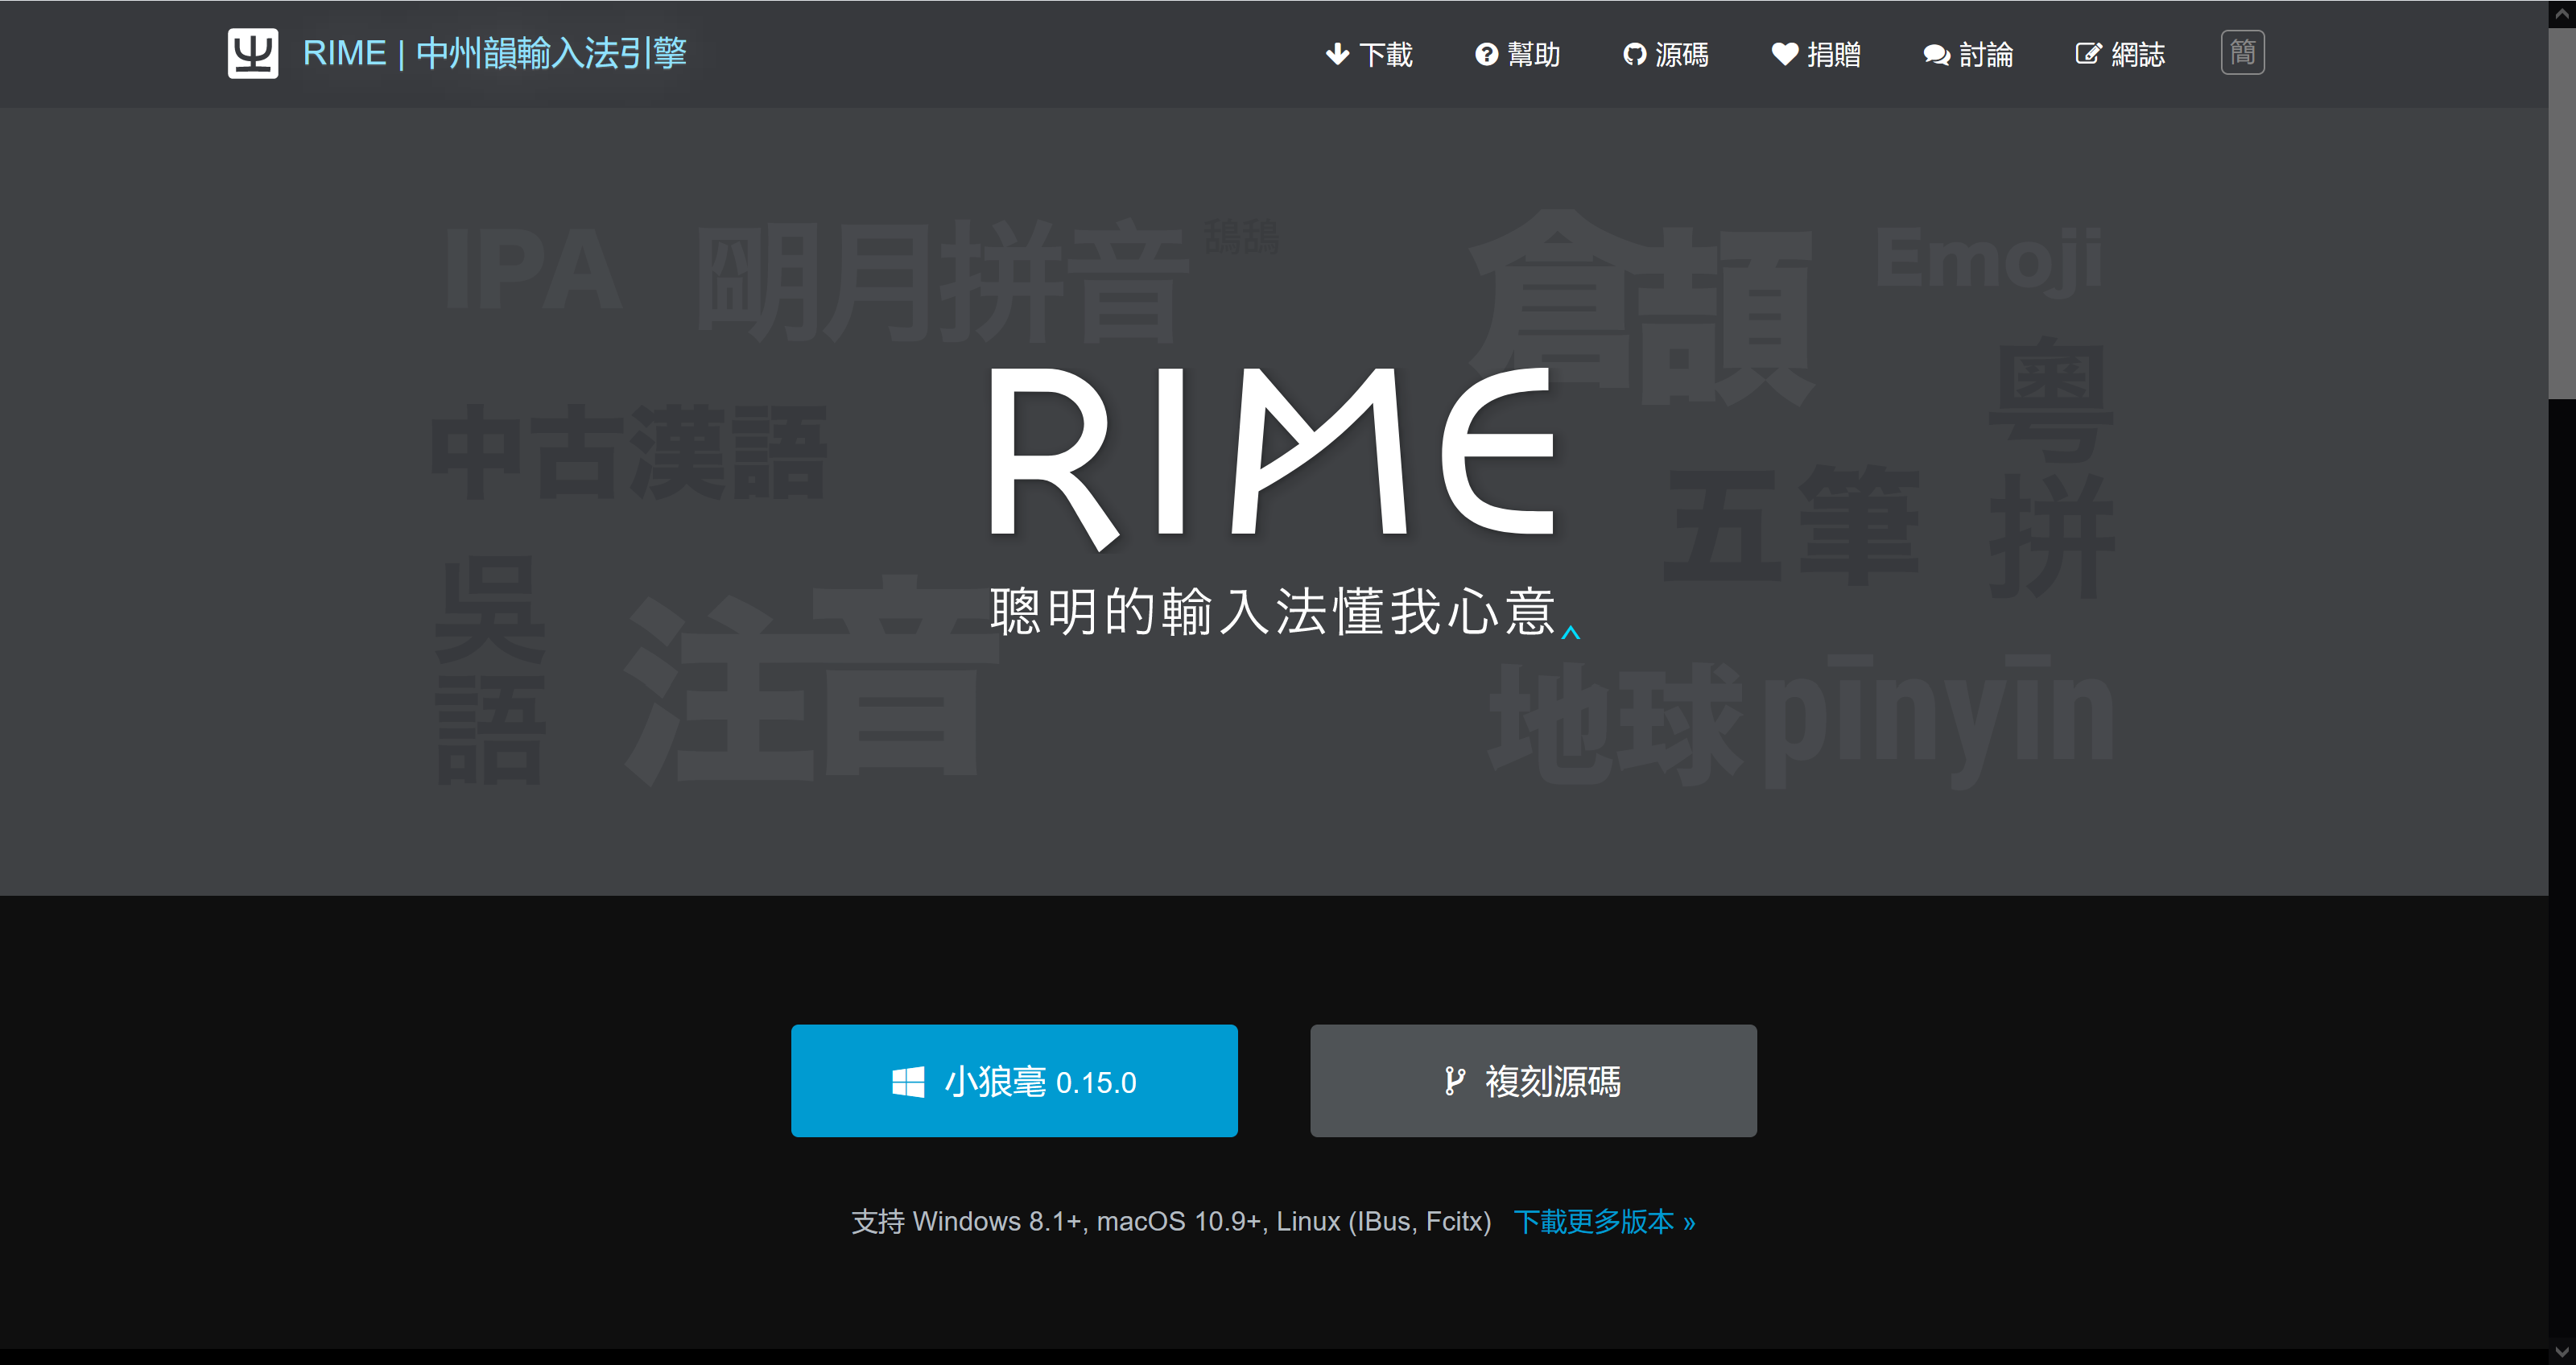 RIME | 中州韻輸入法引擎
下載 幫助 源碼 捐贈 討論 網誌 簡
IPA 朙月拼音 鵠鵠 倉頡 Emoji
粵拼
中古漢語
五筆
RIME
吳語
注音
聰明的輸入法懂我心意‸
地球pīnyīn
小狼毫 0.15.0
複刻源碼
支持 Windows 8.1+, macOS 10.9+, Linux (IBus, Fcitx) 下載更多版本 »